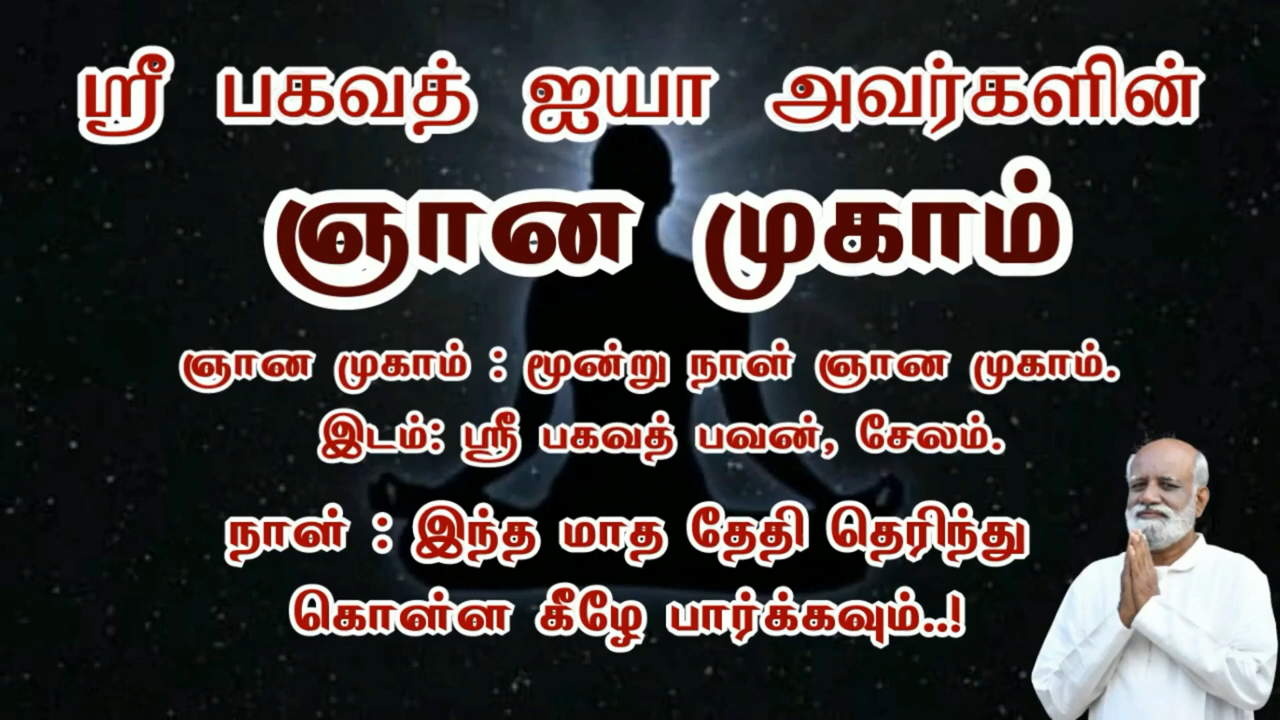 ஸ்ரீ பகவத் ஐயா அவர்களின்
ஞான முகாம்
ஞான முகாம் : மூன்று நாள் ஞான முகாம்.
இடம்: ஸ்ரீ பகவத் பவன், சேலம்.
நாள் : இந்த மாத தேதி தெரிந்து
கொள்ள கீழே பார்க்கவும்..!